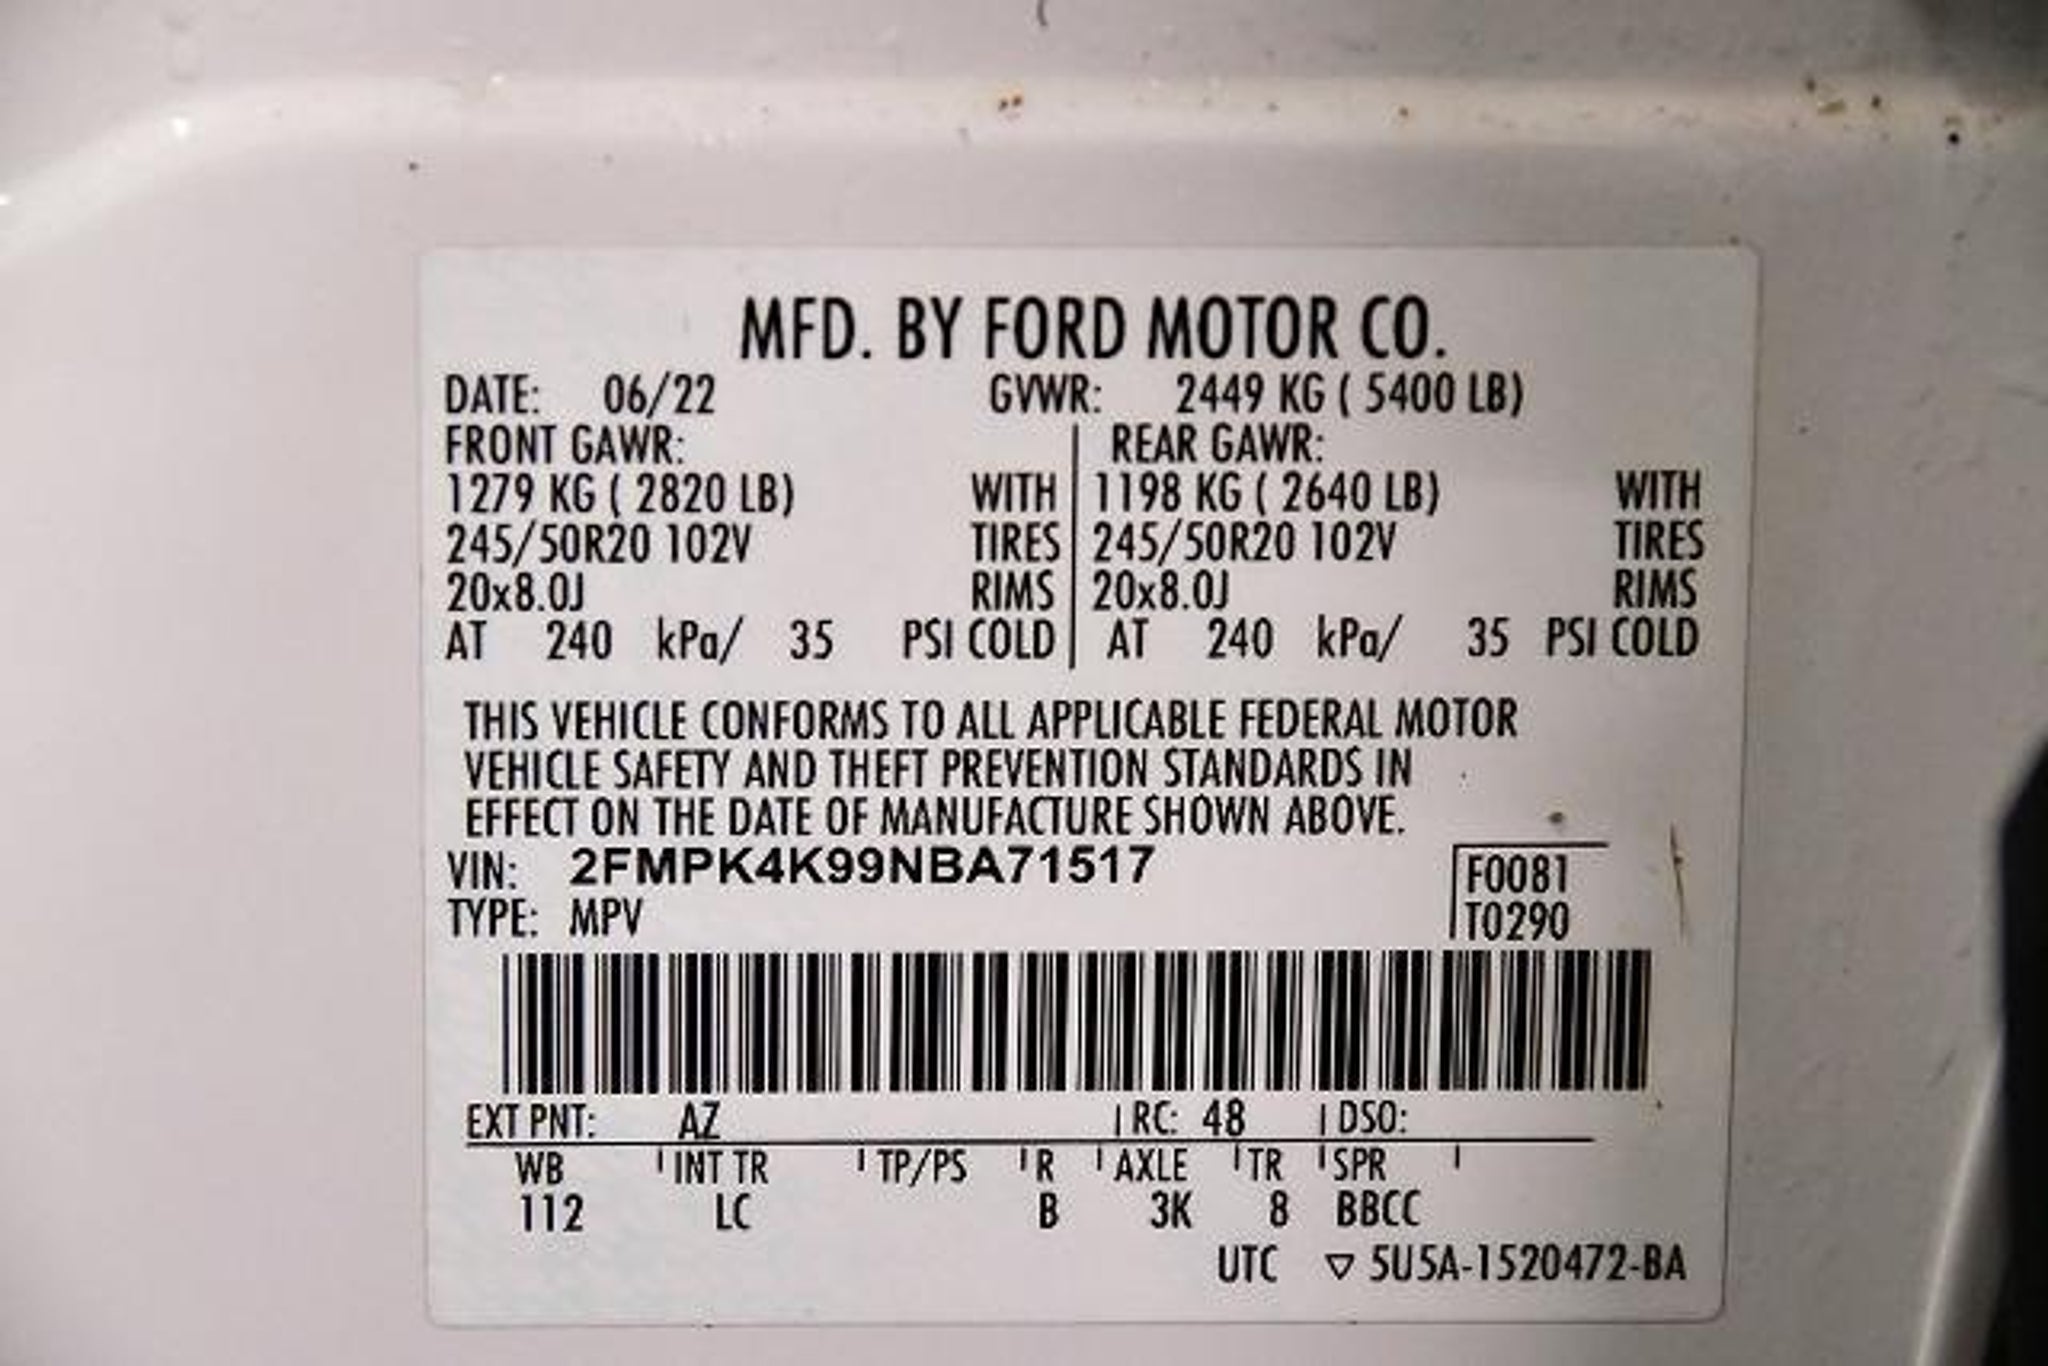 MFD. BY FORD MOTOR CO.
DATE: 06/22 GVWR: 2449 KG ( 5400 LB)
FRONT GAWR: REAR GAWR:
1279 KG ( 2820 LB) WITH 1198 KG ( 2640 LB) WITH
245/50R20 102V TIRES 245/50R20 102V TIRES
20x8.0J RIMS 20x8.0J RIMS
AT 240 kPa/ 35 PSI COLD AT 240 kPa/ 35 PSI COLD
THIS VEHICLE CONFORMS TO ALL APPLICABLE FEDERAL MOTOR
VEHICLE SAFETY AND THEFT PREVENTION STANDARDS IN
EFFECT ON THE DATE OF MANUFACTURE SHOWN ABOVE.
VIN: 2FMPK4K99NBA71517 F0081
TYPE: MPV T0290
EXT PNT: AZ RC: 48 DSO:
WB INT TR TP/PS R AXLE TR SPR
112 LC B 3K 8 BBCC
UTC ▽ 5U5A-1520472-BA